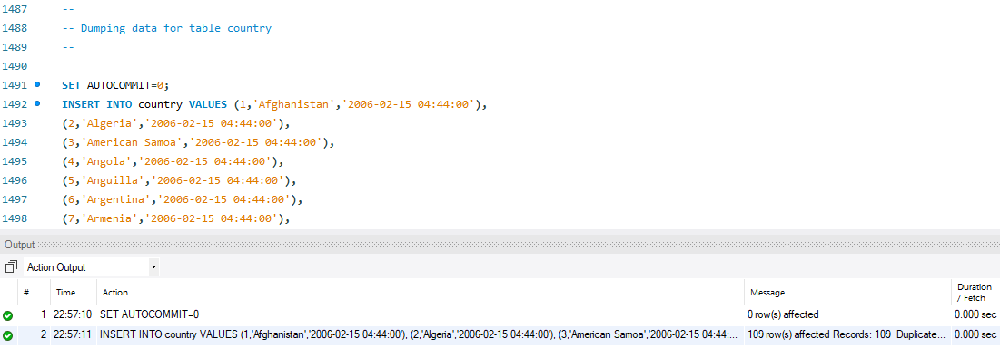 1487 --
1488 -- Dumping data for table country
1489 --
1490
1491 SET AUTOCOMMIT=0;
1492 INSERT INTO country VALUES (1,'Afghanistan','2006-02-15 04:44:00'),
1493 (2,'Algeria','2006-02-15 04:44:00'),
1494 (3,'American Samoa','2006-02-15 04:44:00'),
1495 (4,'Angola','2006-02-15 04:44:00'),
1496 (5,'Anguilla','2006-02-15 04:44:00'),
1497 (6,'Argentina','2006-02-15 04:44:00'),
1498 (7,'Armenia','2006-02-15 04:44:00'),
Output
Action Output
# Time Action Message Duration / Fetch
1 22:57:10 SET AUTOCOMMIT=0 0 row(s) affected 0.000 sec
2 22:57:11 INSERT INTO country VALUES (1,'Afghanistan','2006-02-15 04:44:00'), (2,'Algeria','2006-02-15 04:44:00'), (3,'American Samoa','2006-02-15 04:44:... 109 row(s) affected Records: 109 Duplicate... 0.000 sec